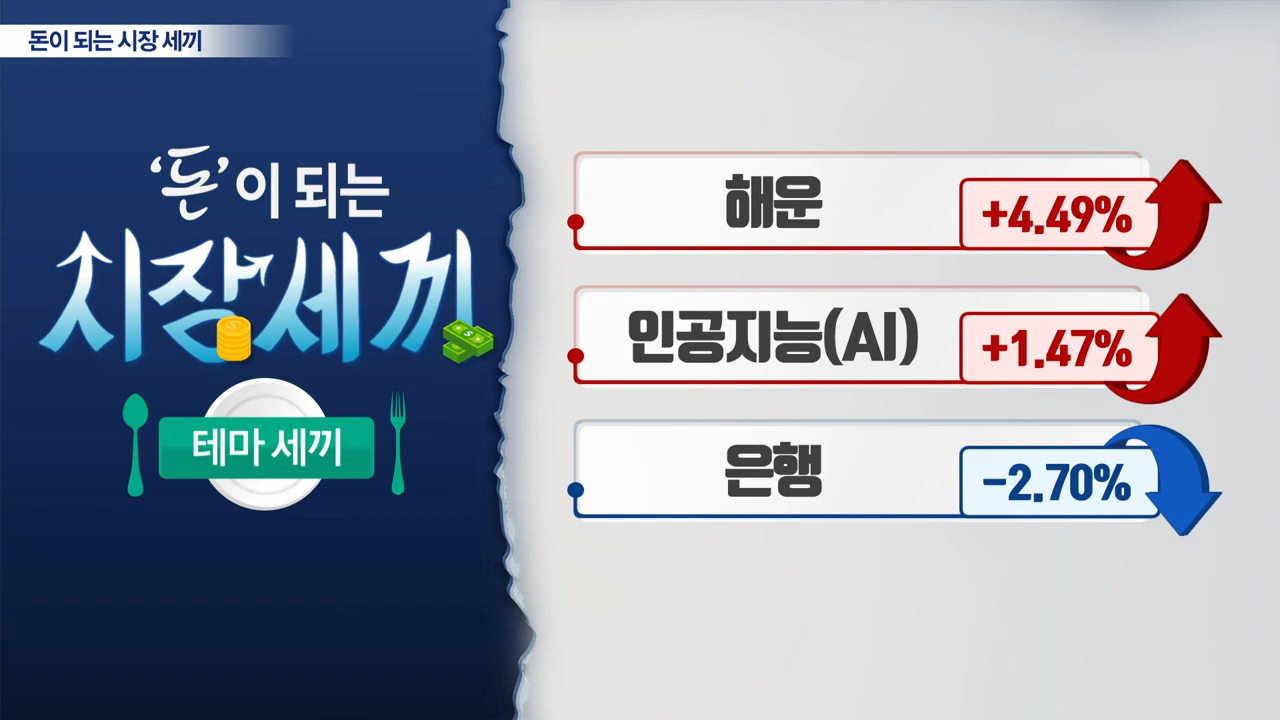 돈이 되는 시장 세끼
‘돈’이 되는
시장세끼
테마 세끼
해운
+4.49%
인공지능(AI)
+1.47%
은행
-2.70%